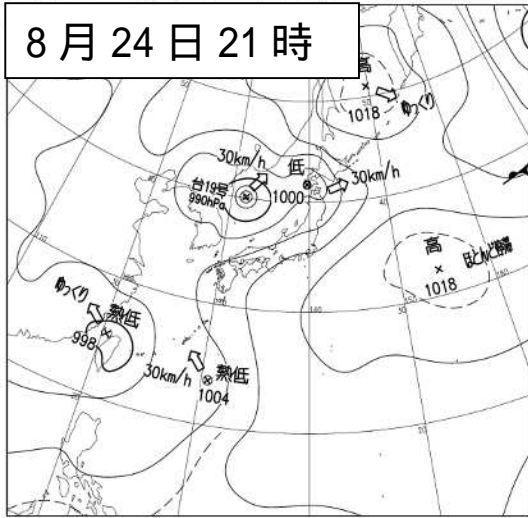 8月24日21時
高
1018
ゆっくり
30km/h
低
台19号
990hPa
1000
30km/h
高
1018
ほとんど停滞
ゆっくり
熱低
998
30km/h
熱低
1004